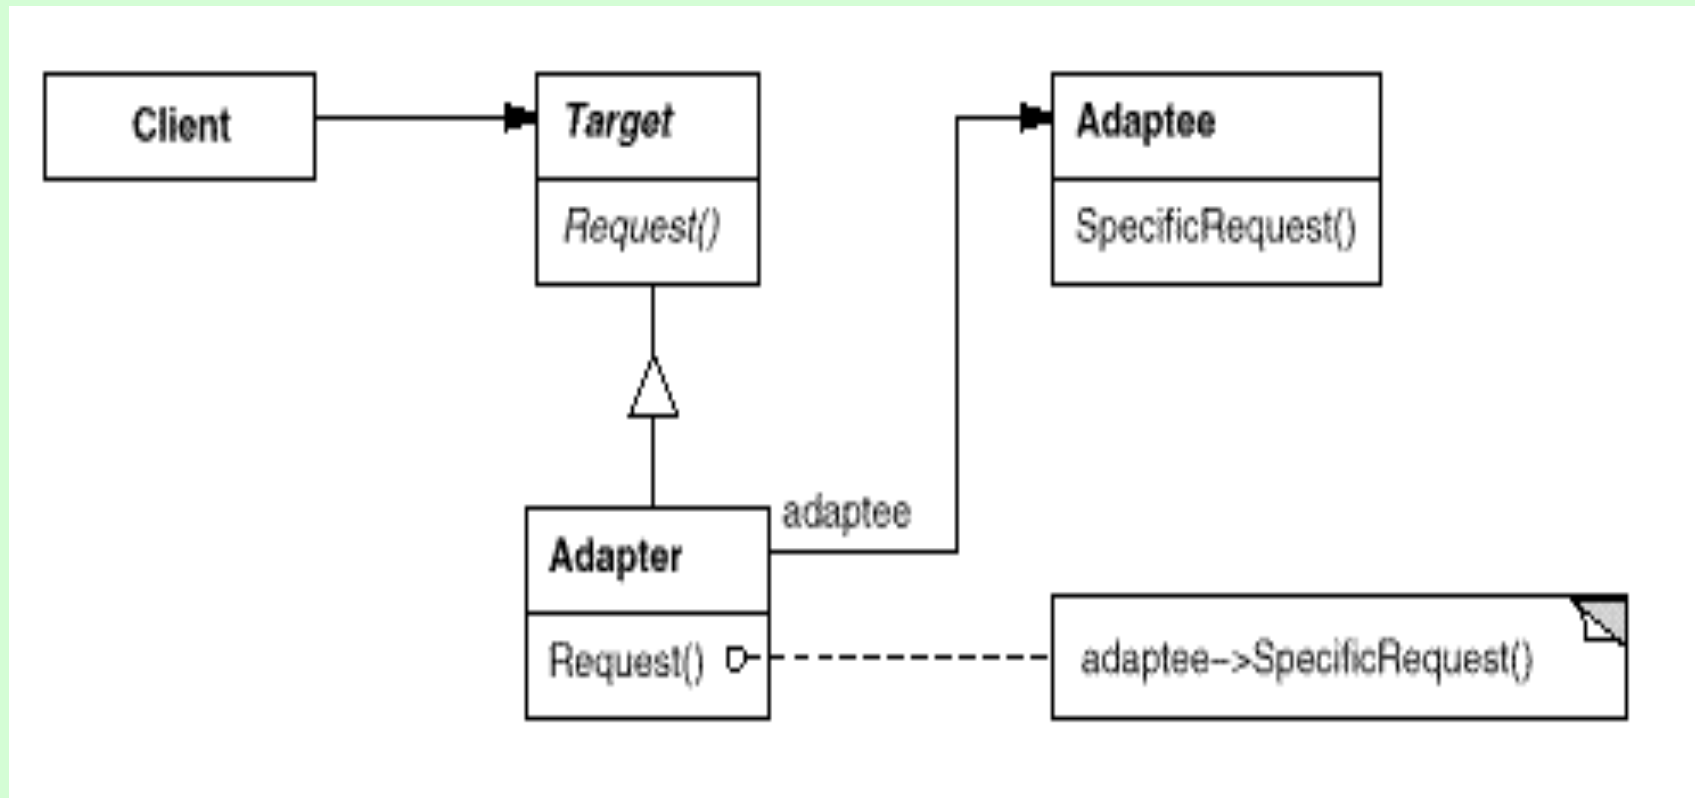 Client
Target
Request()
Adaptee
SpecificRequest()
adaptee
Adapter
Request()
adaptee–>SpecificRequest()